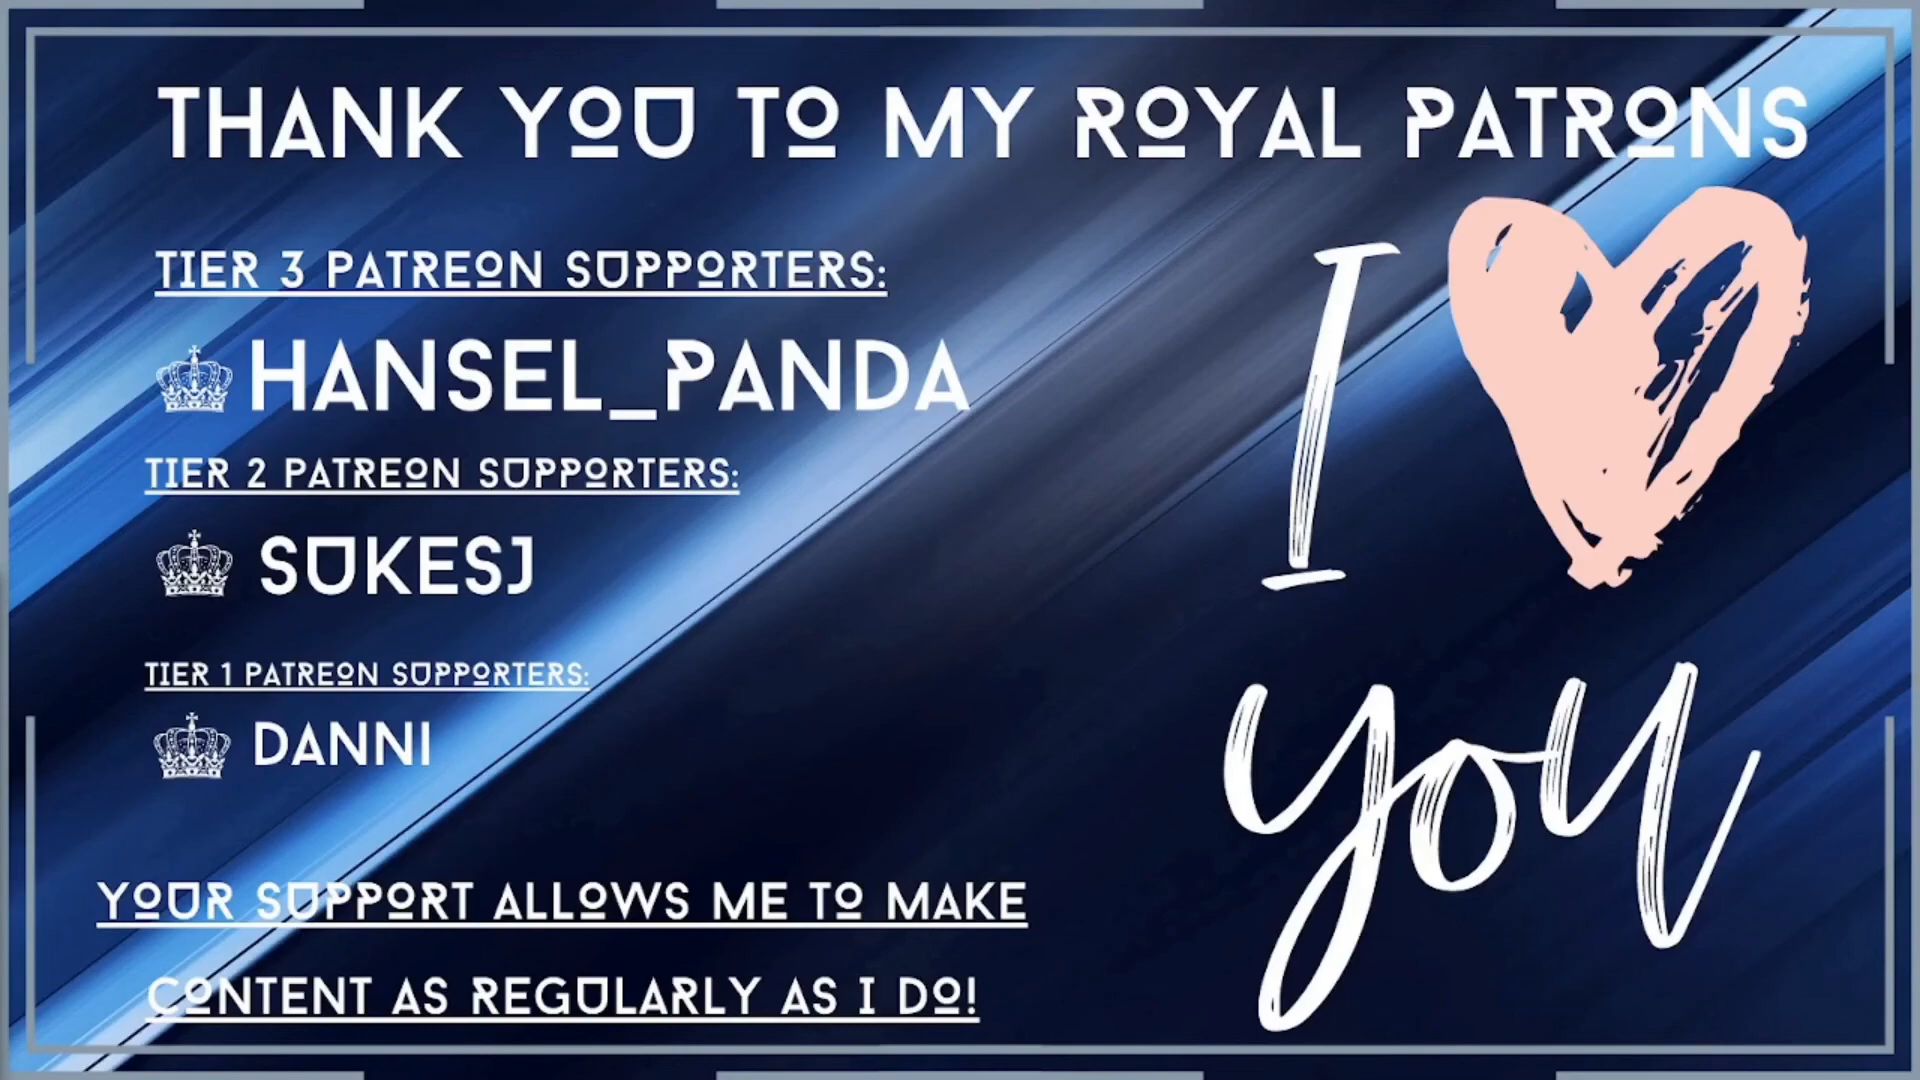 THANK YOU TO MY ROYAL PATRONS
TIER 3 PATREON SUPPORTERS:
HANSEL_PANDA
TIER 2 PATREON SUPPORTERS:
SUKESJ
TIER 1 PATREON SUPPORTERS:
DANNI
YOUR SUPPORT ALLOWS ME TO MAKE
CONTENT AS REGULARLY AS I DO!
I
you